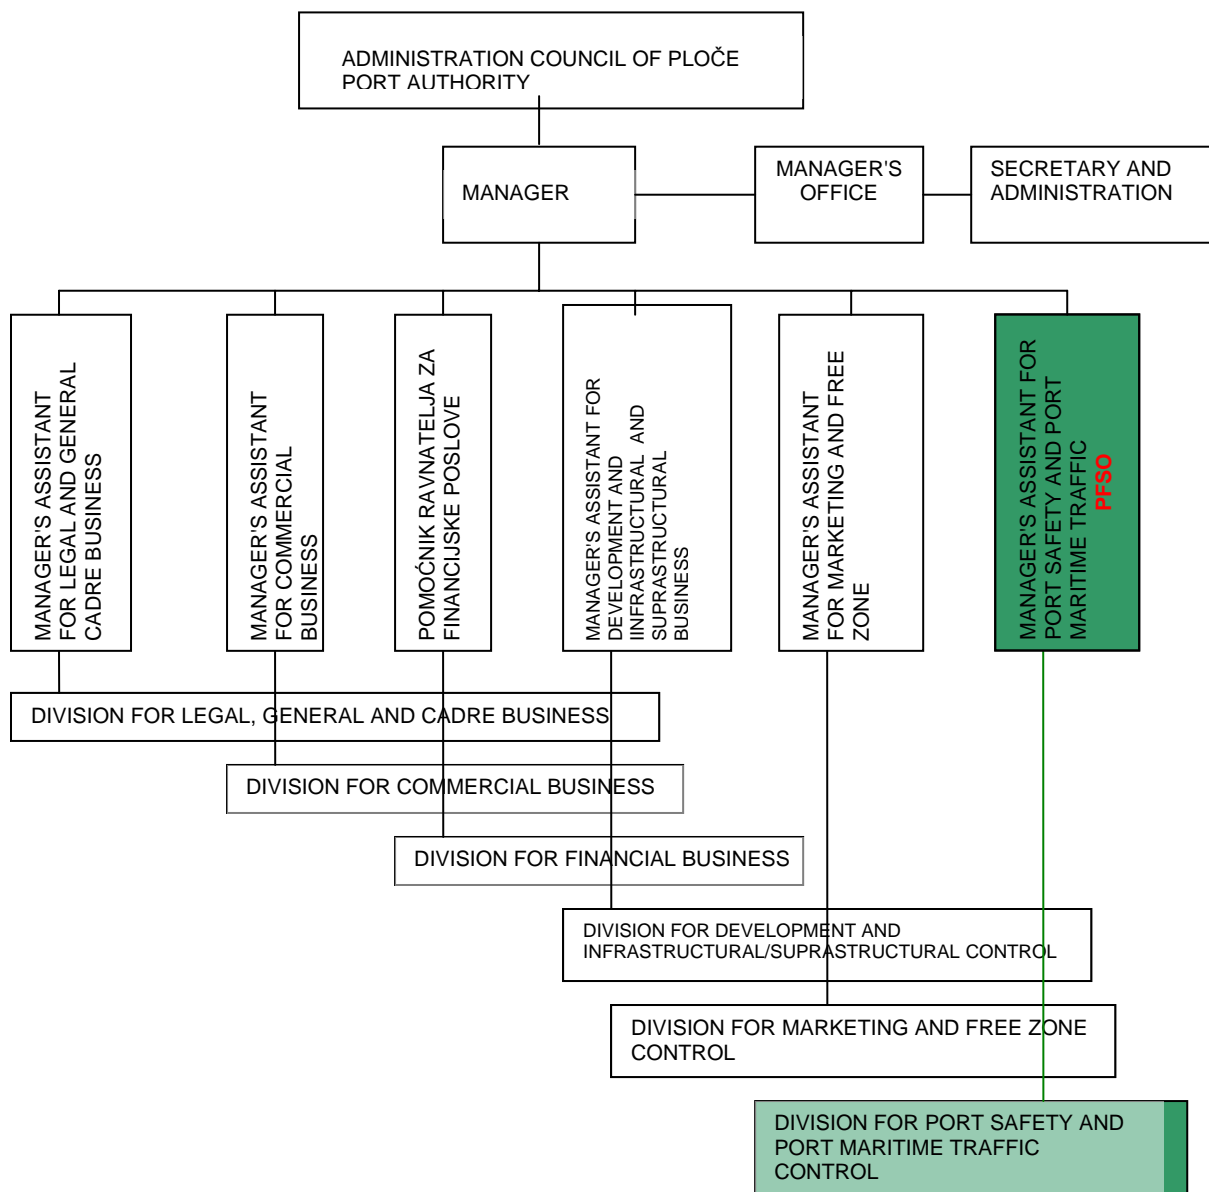 ADMINISTRATION COUNCIL OF PLOČE
PORT AUTHORITY
MANAGER
MANAGER'S
OFFICE
SECRETARY AND
ADMINISTRATION
MANAGER'S ASSISTANT
FOR LEGAL AND GENERAL
CADRE BUSINESS
MANAGER'S ASSISTANT
FOR COMMERCIAL
BUSINESS
POMOĆNIK RAVNATELJA ZA
FINANCIJSKE POSLOVE
MANAGER'S ASSISTANT FOR
DEVELOPMENT AND
IINFRASTRUCTURAL AND
SUPRASTRUCTURAL
BUSINESS
MANAGER'S ASSISTANT
FOR MARKETING AND FREE
ZONE
MANAGER'S ASSISTANT FOR
PORT SAFETY AND PORT
MARITIME TRAFFIC
PFSO
DIVISION FOR LEGAL, GENERAL AND CADRE BUSINESS
DIVISION FOR COMMERCIAL BUSINESS
DIVISION FOR FINANCIAL BUSINESS
DIVISION FOR DEVELOPMENT AND
INFRASTRUCTURAL/SUPRASTRUCTURAL CONTROL
DIVISION FOR MARKETING AND FREE ZONE
CONTROL
DIVISION FOR PORT SAFETY AND
PORT MARITIME TRAFFIC
CONTROL